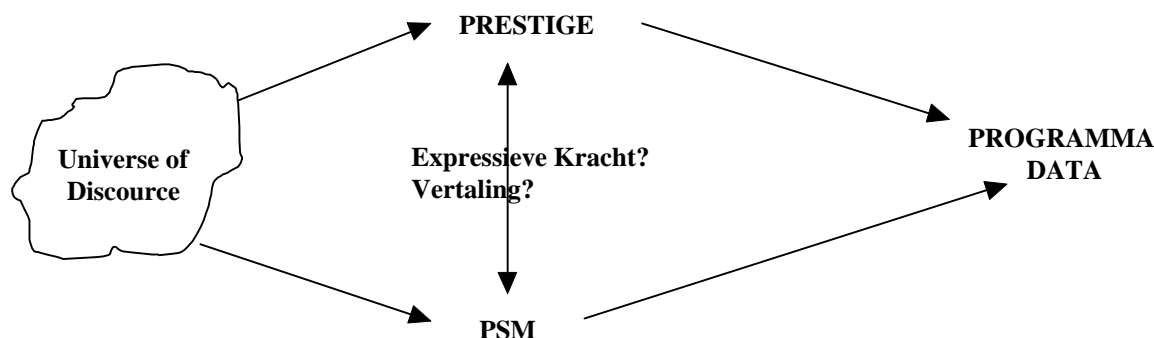 PRESTIGE
Universe of
Discource
Expressieve Kracht?
Vertaling?
PROGRAMMA
DATA
PSM